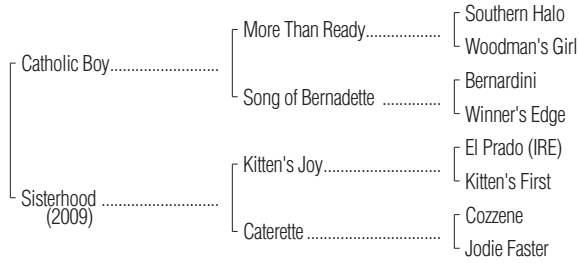 Southern Halo
More Than Ready....................
Woodman's Girl
Catholic Boy............................
Bernardini
Song of Bernadette ...............
Winner's Edge
El Prado (IRE)
Kitten's Joy..............................
Kitten's First
Sisterhood ..............................
(2009)
Cozzene
Caterette...................................
Jodie Faster